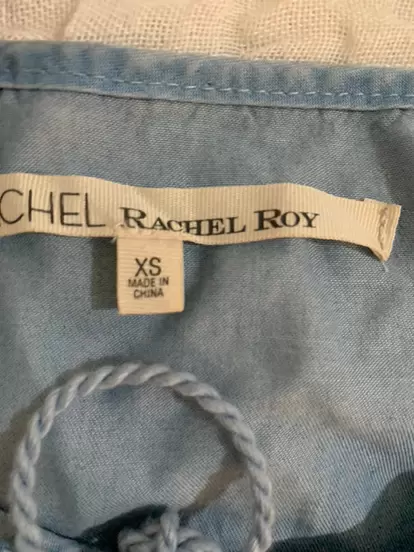 CHEL RACHEL ROY
XS
MADE IN
CHINA